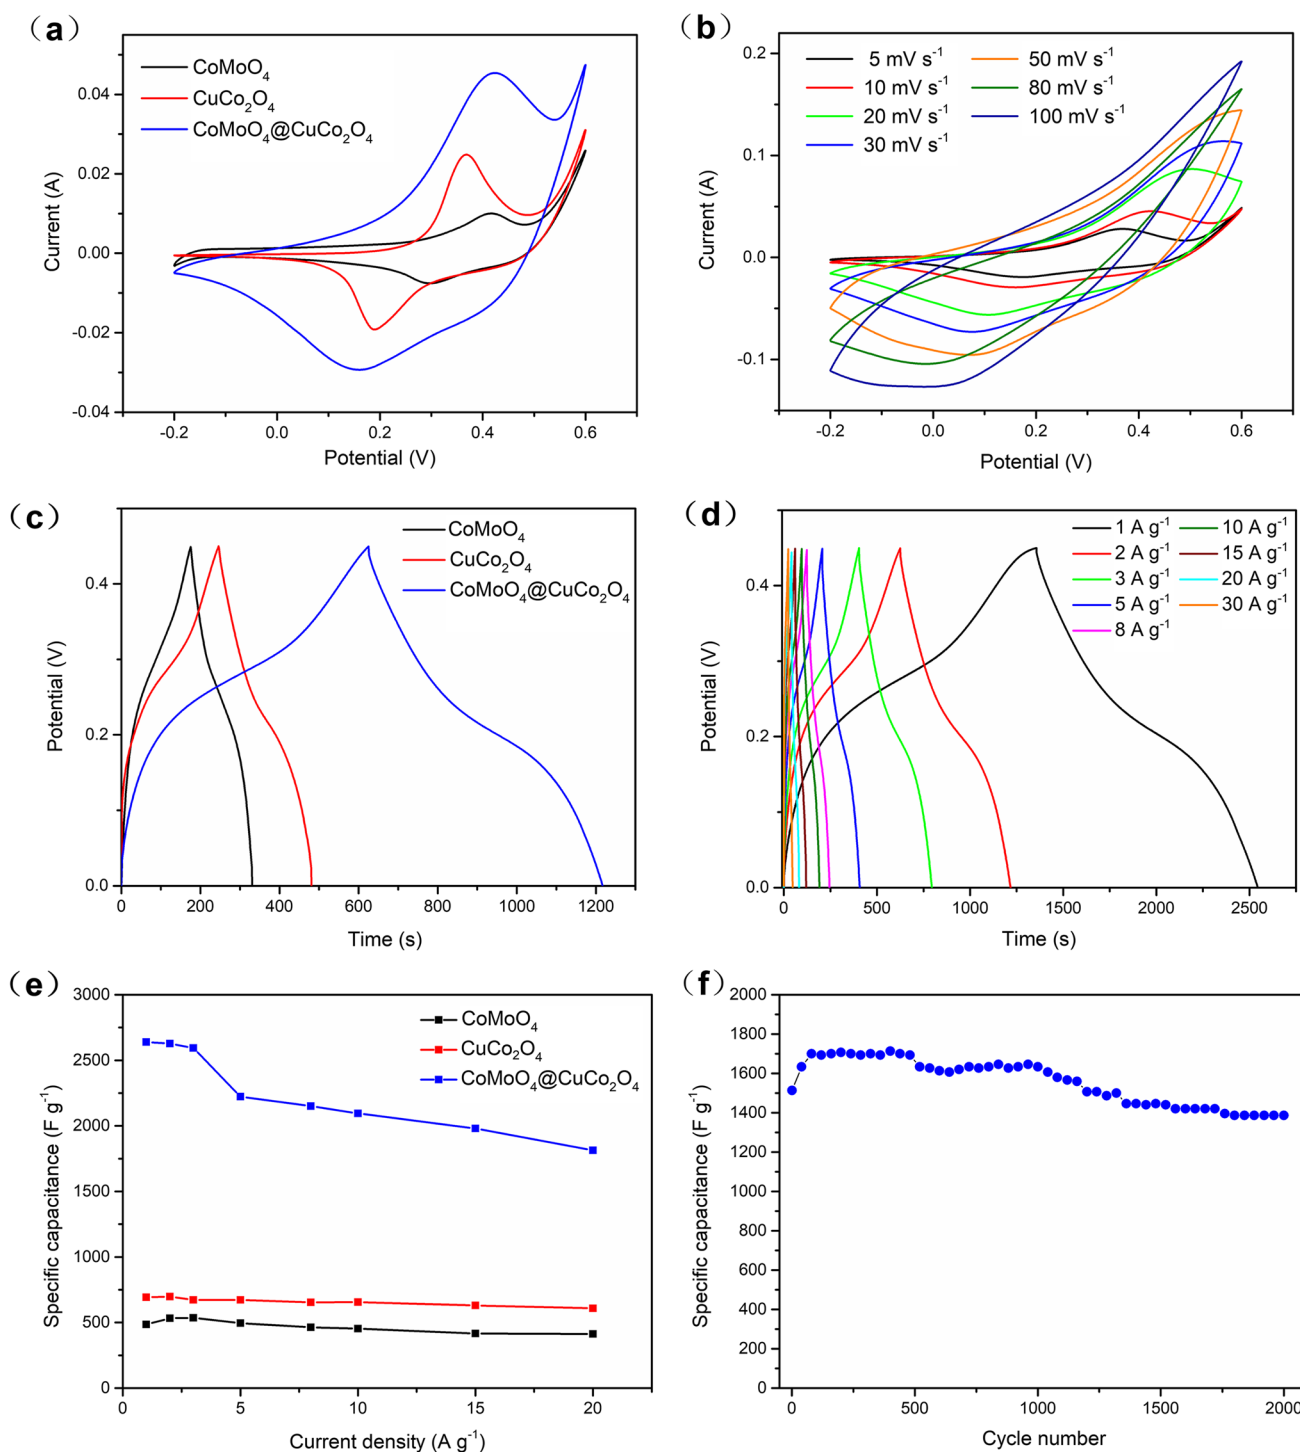 (a)
CoMoO₄
CuCo₂O₄
CoMoO₄@CuCo₂O₄
0.04
0.02
0.00
-0.02
-0.04
Current (A)
-0.2 0.0 0.2 0.4 0.6
Potential (V)
(b)
5 mV s⁻¹ 50 mV s⁻¹
10 mV s⁻¹ 80 mV s⁻¹
20 mV s⁻¹ 100 mV s⁻¹
30 mV s⁻¹
0.2
0.1
0.0
-0.1
Current (A)
-0.2 0.0 0.2 0.4 0.6
Potential (V)
(c)
CoMoO₄
CuCo₂O₄
CoMoO₄@CuCo₂O₄
0.4
0.2
0.0
Potential (V)
0 200 400 600 800 1000 1200
Time (s)
(d)
1 A g⁻¹ 10 A g⁻¹
2 A g⁻¹ 15 A g⁻¹
3 A g⁻¹ 20 A g⁻¹
5 A g⁻¹ 30 A g⁻¹
8 A g⁻¹
0.4
0.2
0.0
Potential (V)
0 500 1000 1500 2000 2500
Time (s)
(e)
CoMoO₄
CuCo₂O₄
CoMoO₄@CuCo₂O₄
3000
2500
2000
1500
1000
500
0
Specific capacitance (F g⁻¹)
0 5 10 15 20
Current density (A g⁻¹)
(f)
2000
1800
1600
1400
1200
1000
800
600
400
200
0
Specific capacitance (F g⁻¹)
0 500 1000 1500 2000
Cycle number